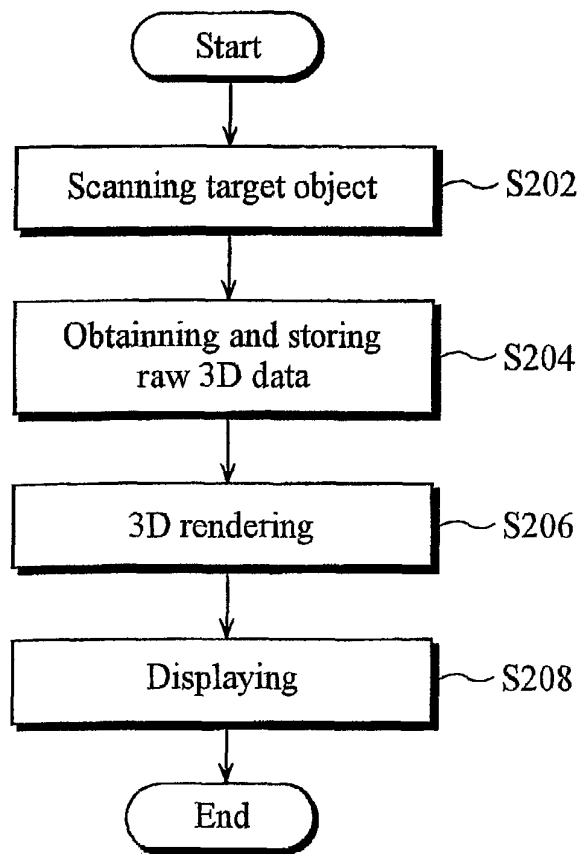 Start
Scanning target object
S202
Obtainning and storing
raw 3D data
S204
3D rendering
S206
Displaying
S208
End